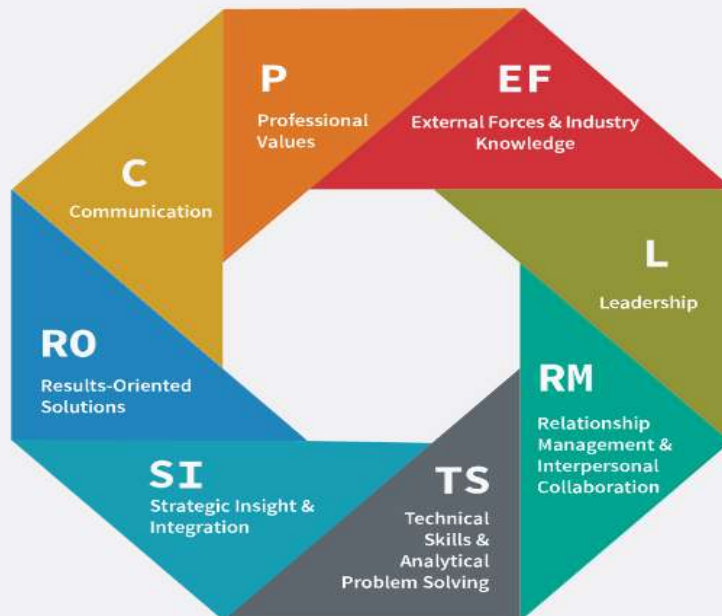 P
Professional
Values
EF
External Forces & Industry
Knowledge
C
Communication
L
Leadership
RO
Results-Oriented
Solutions
RM
Relationship
Management &
Interpersonal
Collaboration
SI
Strategic Insight &
Integration
TS
Technical
Skills &
Analytical
Problem Solving